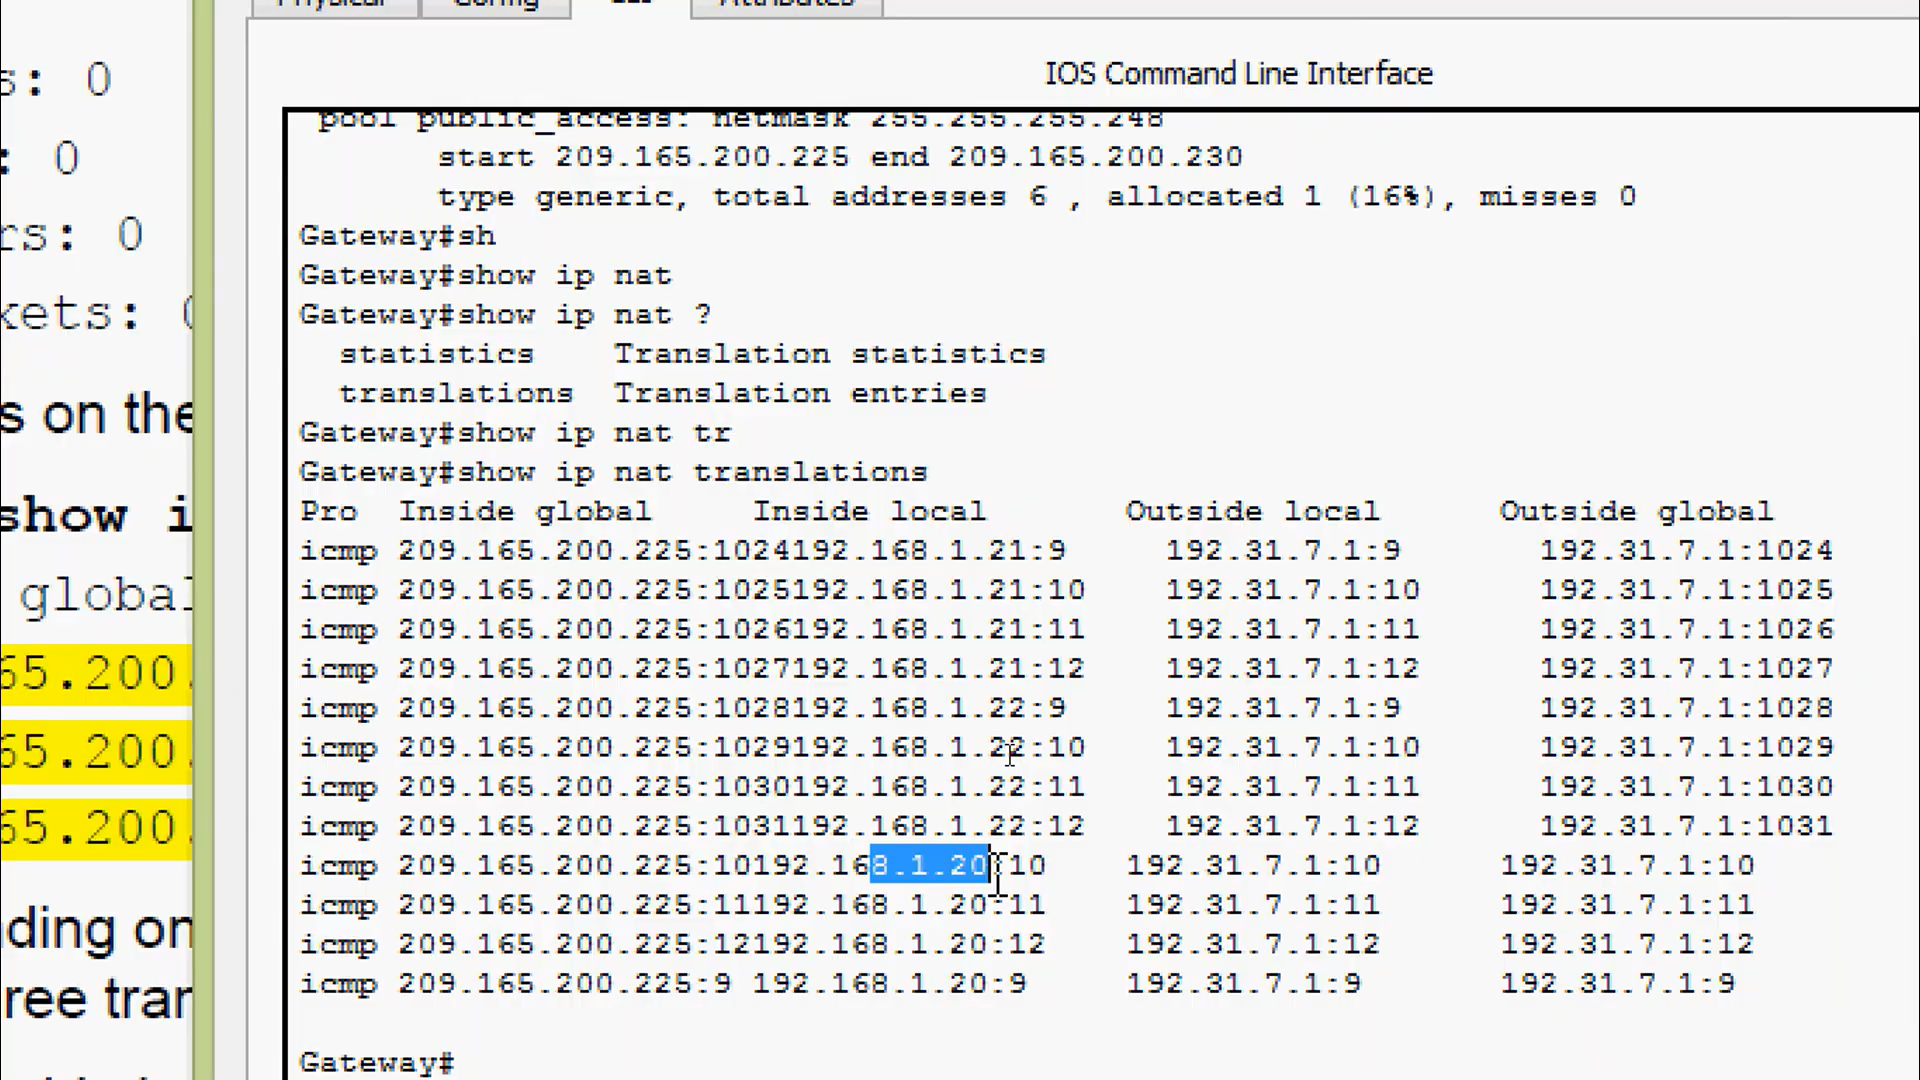 Physical Config CLI Attributes
IOS Command Line Interface
s: 0
: 0
rs: 0
kets: 0
s on the
show i
global
65.200.
65.200.
65.200.
ding on
ree tran
pool public_access: netmask 255.255.255.248
start 209.165.200.225 end 209.165.200.230
type generic, total addresses 6 , allocated 1 (16%), misses 0
Gateway#sh
Gateway#show ip nat
Gateway#show ip nat ?
statistics Translation statistics
translations Translation entries
Gateway#show ip nat tr
Gateway#show ip nat translations
Pro Inside global Inside local Outside local Outside global
icmp 209.165.200.225:1024192.168.1.21:9 192.31.7.1:9 192.31.7.1:1024
icmp 209.165.200.225:1025192.168.1.21:10 192.31.7.1:10 192.31.7.1:1025
icmp 209.165.200.225:1026192.168.1.21:11 192.31.7.1:11 192.31.7.1:1026
icmp 209.165.200.225:1027192.168.1.21:12 192.31.7.1:12 192.31.7.1:1027
icmp 209.165.200.225:1028192.168.1.22:9 192.31.7.1:9 192.31.7.1:1028
icmp 209.165.200.225:1029192.168.1.22:10 192.31.7.1:10 192.31.7.1:1029
icmp 209.165.200.225:1030192.168.1.22:11 192.31.7.1:11 192.31.7.1:1030
icmp 209.165.200.225:1031192.168.1.22:12 192.31.7.1:12 192.31.7.1:1031
icmp 209.165.200.225:10192.168.1.20:10 192.31.7.1:10 192.31.7.1:10
icmp 209.165.200.225:11192.168.1.20:11 192.31.7.1:11 192.31.7.1:11
icmp 209.165.200.225:12192.168.1.20:12 192.31.7.1:12 192.31.7.1:12
icmp 209.165.200.225:9 192.168.1.20:9 192.31.7.1:9 192.31.7.1:9
Gateway#